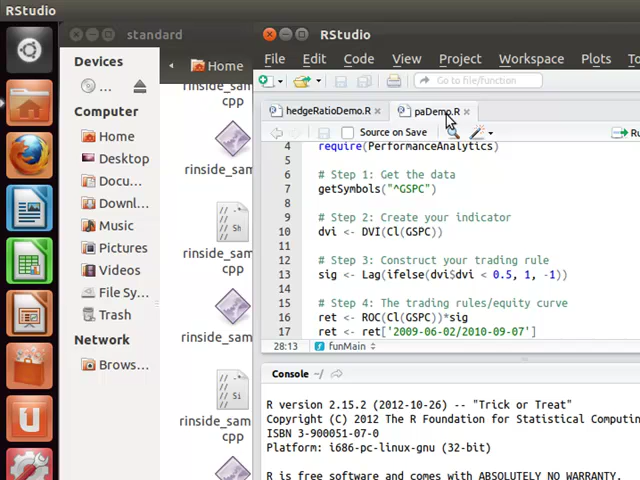 RStudio
standard
Devices
...
Computer
Home
Desktop
Docu...
Downl...
Music
Pictures
Videos
File Sy...
Trash
Network
Brows...
Home
cpp
rinside_sam
Sh
rinside_sam
cpp
rinside_sam
Si
rinside_sam
cpp
RStudio
File Edit Code View Project Workspace Plots
Go to file/function
hedgeRatioDemo.R paDemo.R
Source on Save
4 require(PerformanceAnalytics)
5
6 # Step 1: Get the data
7 getSymbols("^GSPC")
8
9 # Step 2: Create your indicator
10 dvi <- DVI(Cl(GSPC))
11
12 # Step 3: Construct your trading rule
13 sig <- Lag(ifelse(dvi$dvi < 0.5, 1, -1))
14
15 # Step 4: The trading rules/equity curve
16 ret <- ROC(Cl(GSPC))*sig
17 ret <- ret['2009-06-02/2010-09-07']
28:13 funMain
Console ~/
R version 2.15.2 (2012-10-26) -- "Trick or Treat"
Copyright (C) 2012 The R Foundation for Statistical Computin
ISBN 3-900051-07-0
Platform: i686-pc-linux-gnu (32-bit)
R is free software and comes with ABSOLUTELY NO WARRANTY.